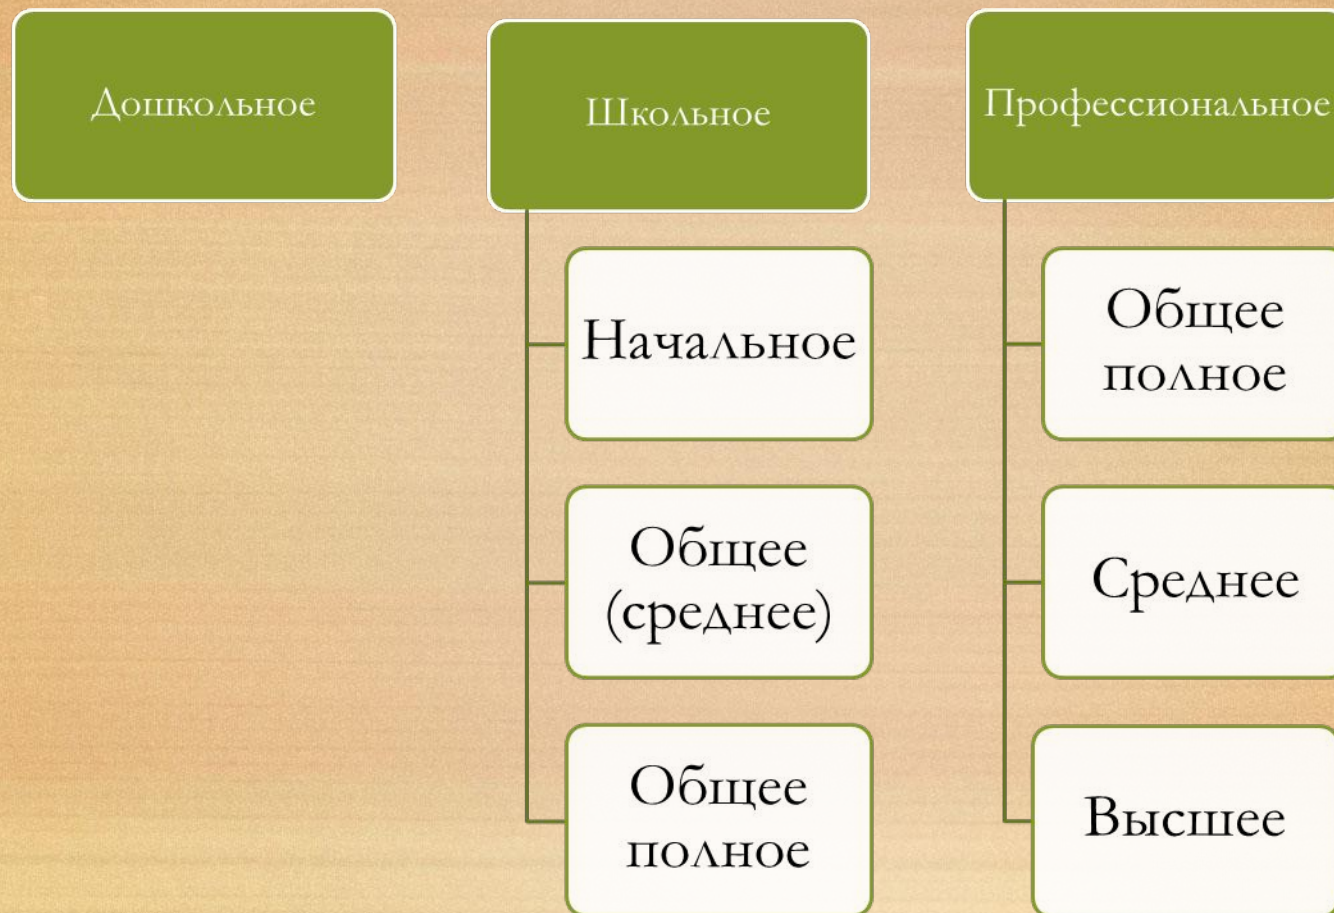 Дошкольное
Школьное
Начальное
Общее
(среднее)
Общее
полное
Профессиональное
Общее
полное
Среднее
Высшее